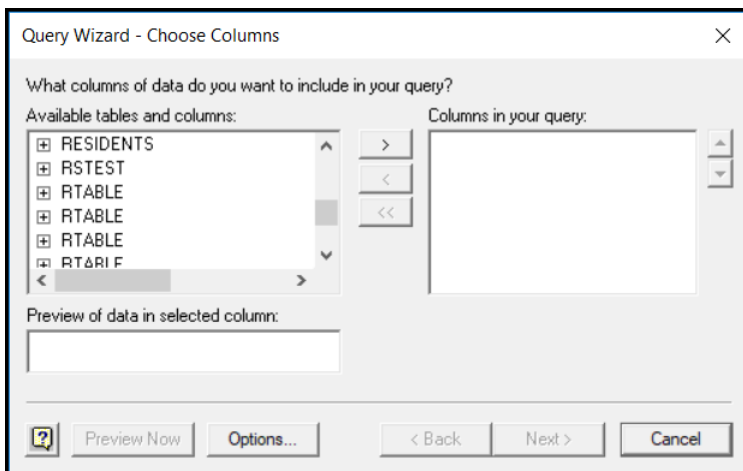 Query Wizard - Choose Columns
What columns of data do you want to include in your query?
Available tables and columns:
Columns in your query:
RESIDENTS
RSTEST
RTABLE
RTABLE
RTABLE
RTABLE
>
<
<<
Preview of data in selected column:
?
Preview Now
Options...
< Back
Next >
Cancel